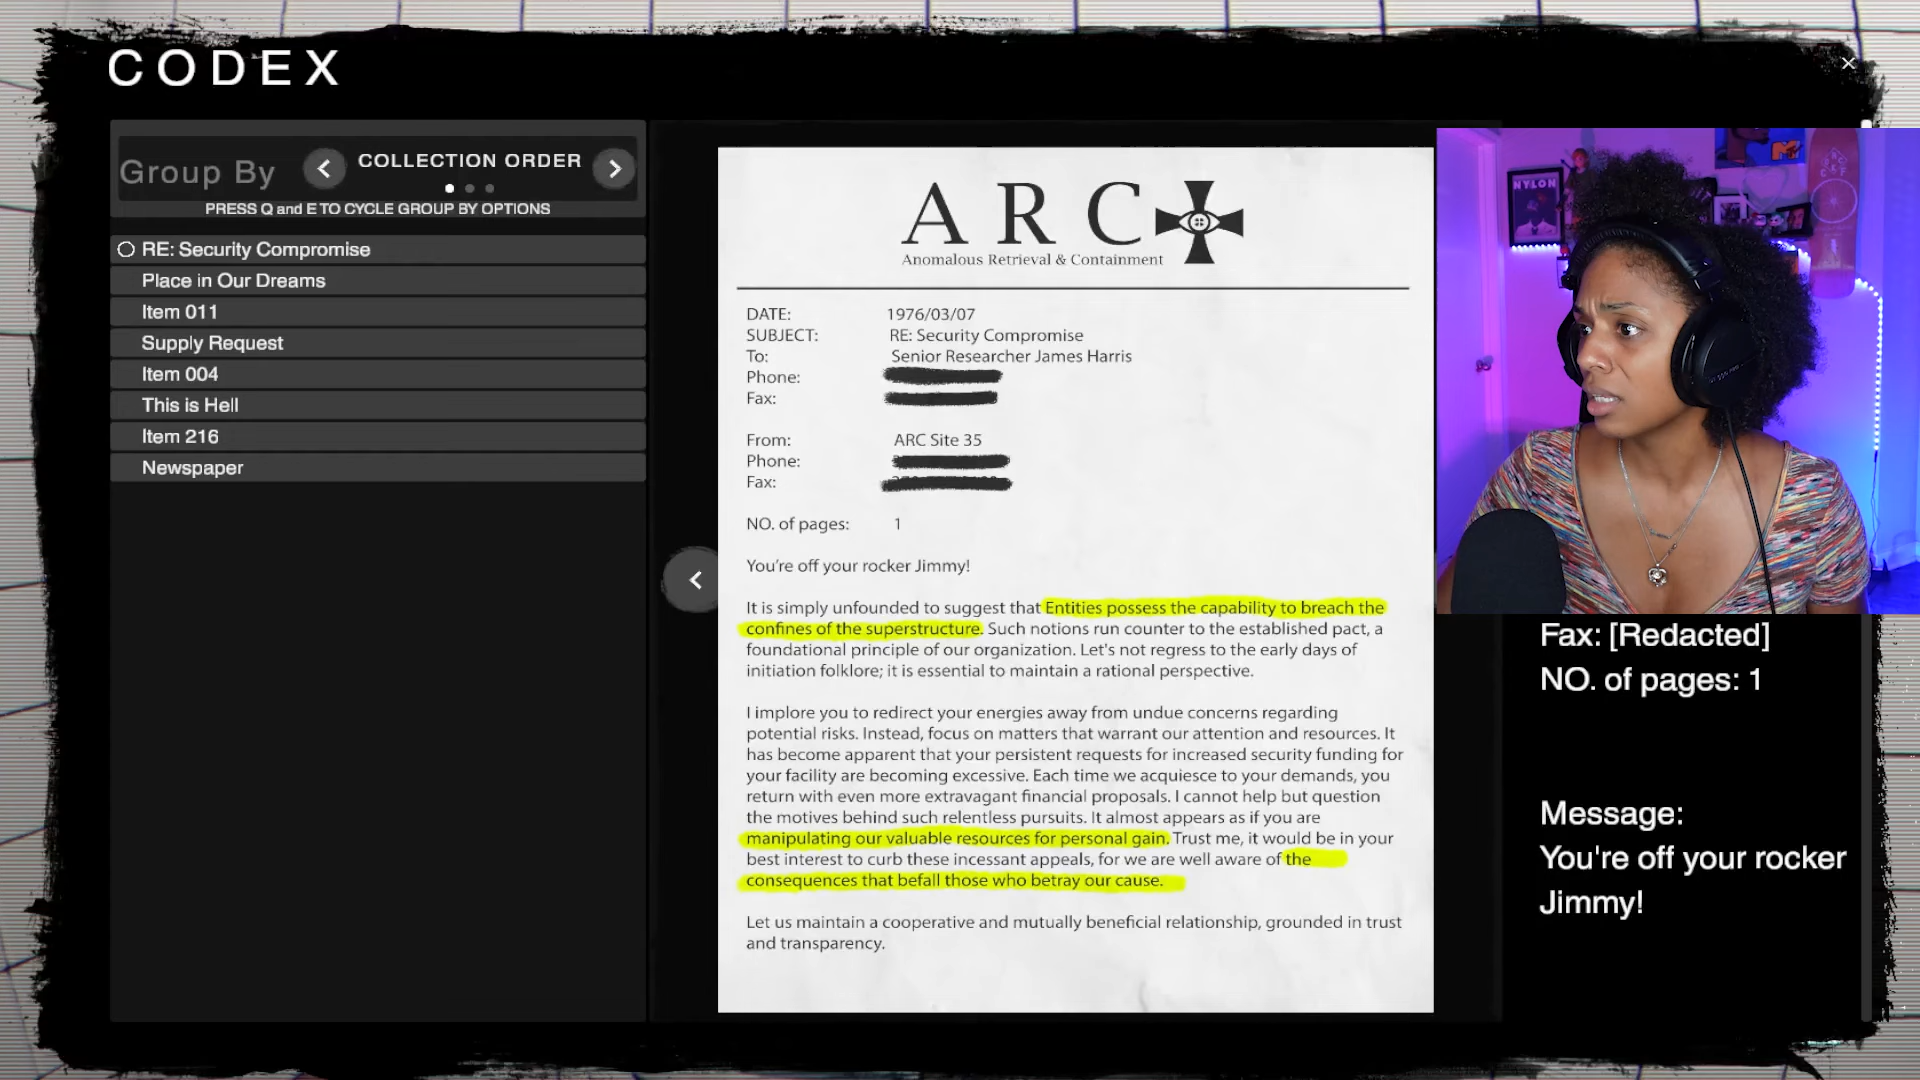 CODEX
Group By
COLLECTION ORDER
PRESS Q and E TO CYCLE GROUP BY OPTIONS
RE: Security Compromise
Place in Our Dreams
Item 011
Supply Request
Item 004
This is Hell
Item 216
Newspaper
ARC
Anomalous Retrieval & Containment
DATE: 1976/03/07
SUBJECT: RE: Security Compromise
To: Senior Researcher James Harris
Phone:
Fax:
From: ARC Site 35
Phone:
Fax:
NO. of pages: 1
You're off your rocker Jimmy!
It is simply unfounded to suggest that Entities possess the capability to breach the
confines of the superstructure. Such notions run counter to the established pact, a
foundational principle of our organization. Let's not regress to the early days of
initiation folklore; it is essential to maintain a rational perspective.
I implore you to redirect your energies away from undue concerns regarding
potential risks. Instead, focus on matters that warrant our attention and resources. It
has become apparent that your persistent requests for increased security funding for
your facility are becoming excessive. Each time we acquiesce to your demands, you
return with even more extravagant financial proposals. I cannot help but question
the motives behind such relentless pursuits. It almost appears as if you are
manipulating our valuable resources for personal gain. Trust me, it would be in your
best interest to curb these incessant appeals, for we are well aware of the
consequences that befall those who betray our cause.
Let us maintain a cooperative and mutually beneficial relationship, grounded in trust
and transparency.
NYLON
Fax: [Redacted]
NO. of pages: 1
Message:
You're off your rocker
Jimmy!